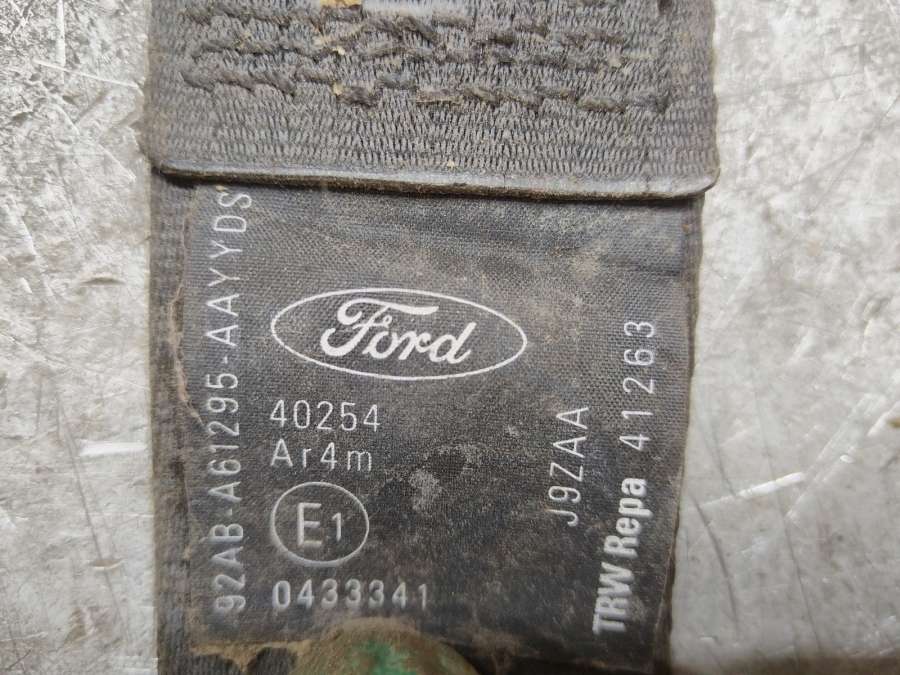 92AB-A61295-AAYYDS
Ford
40254
Ar4m
E1
0433341
J9ZAA
TRW Repa 41263